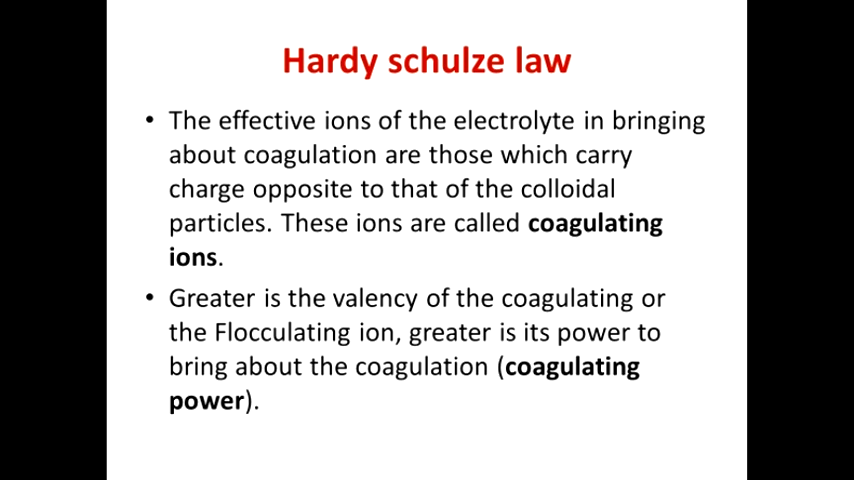 Hardy schulze law
• The effective ions of the electrolyte in bringing
about coagulation are those which carry
charge opposite to that of the colloidal
particles. These ions are called coagulating
ions.
• Greater is the valency of the coagulating or
the Flocculating ion, greater is its power to
bring about the coagulation (coagulating
power).